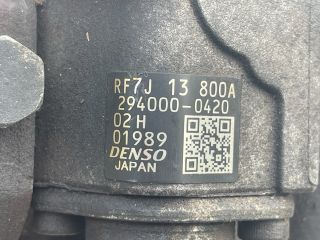 RF7J 13 800A
294000-0420
02H
01989
DENSO
JAPAN